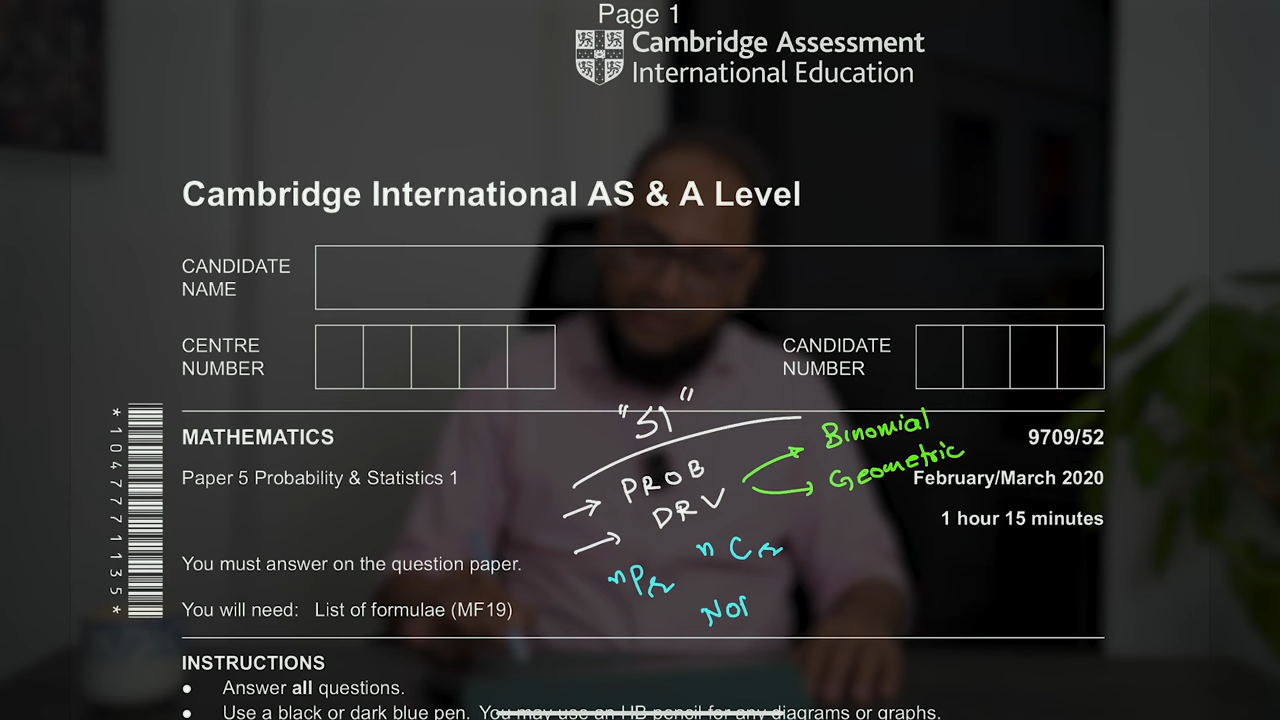 Page 1
Cambridge Assessment
International Education
Cambridge International AS & A Level
CANDIDATE
NAME
CENTRE
NUMBER
CANDIDATE
NUMBER
*1047771135*
"S1"
MATHEMATICS
9709/52
Paper 5 Probability & Statistics 1
February/March 2020
1 hour 15 minutes
PROB
DRV
Binomial
Geometric
nCr
nPr
Nor
You must answer on the question paper.
You will need: List of formulae (MF19)
INSTRUCTIONS
● Answer all questions.
● Use a black or dark blue pen. You may use an HB pencil for any diagrams or graphs.